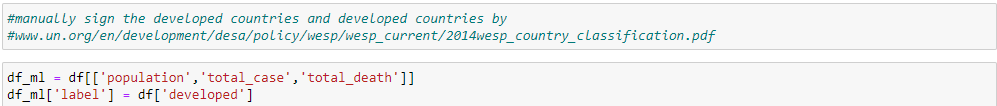 #manually sign the developed countries and developed countries by
#www.un.org/en/development/desa/policy/wesp/wesp_current/2014wesp_country_classification.pdf
df_ml = df[['population','total_case','total_death']]
df_ml['label'] = df['developed']